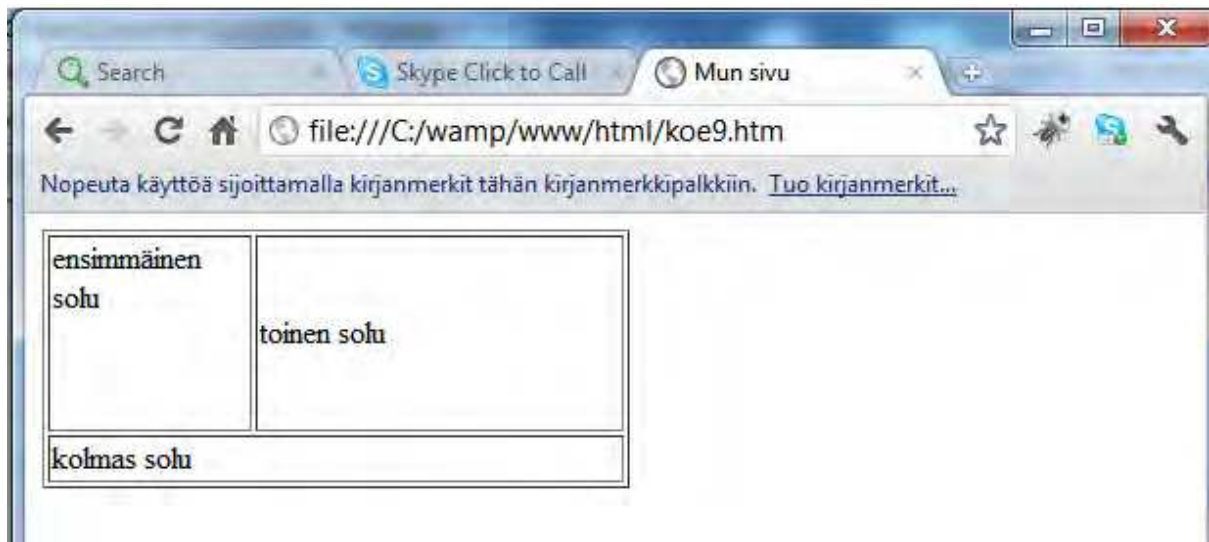 Search
Skype Click to Call
Mun sivu
file:///C:/wamp/www/html/koe9.htm
Nopeuta käyttöä sijoittamalla kirjanmerkit tähän kirjanmerkkipalkkiin. Tuo kirjanmerkit...
ensimmäinen
solu
toinen solu
kolmas solu